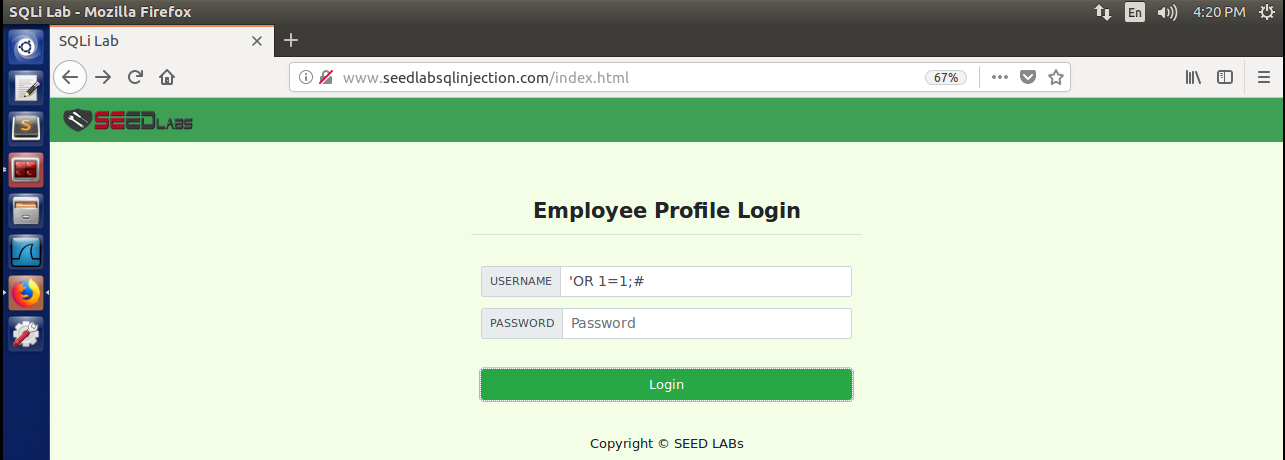 SQLi Lab - Mozilla Firefox En 4:20 PM
SQLi Lab
www.seedlabsqlinjection.com/index.html 67%
SEEDLABS
Employee Profile Login
USERNAME 'OR 1=1;#
PASSWORD Password
Login
Copyright © SEED LABs